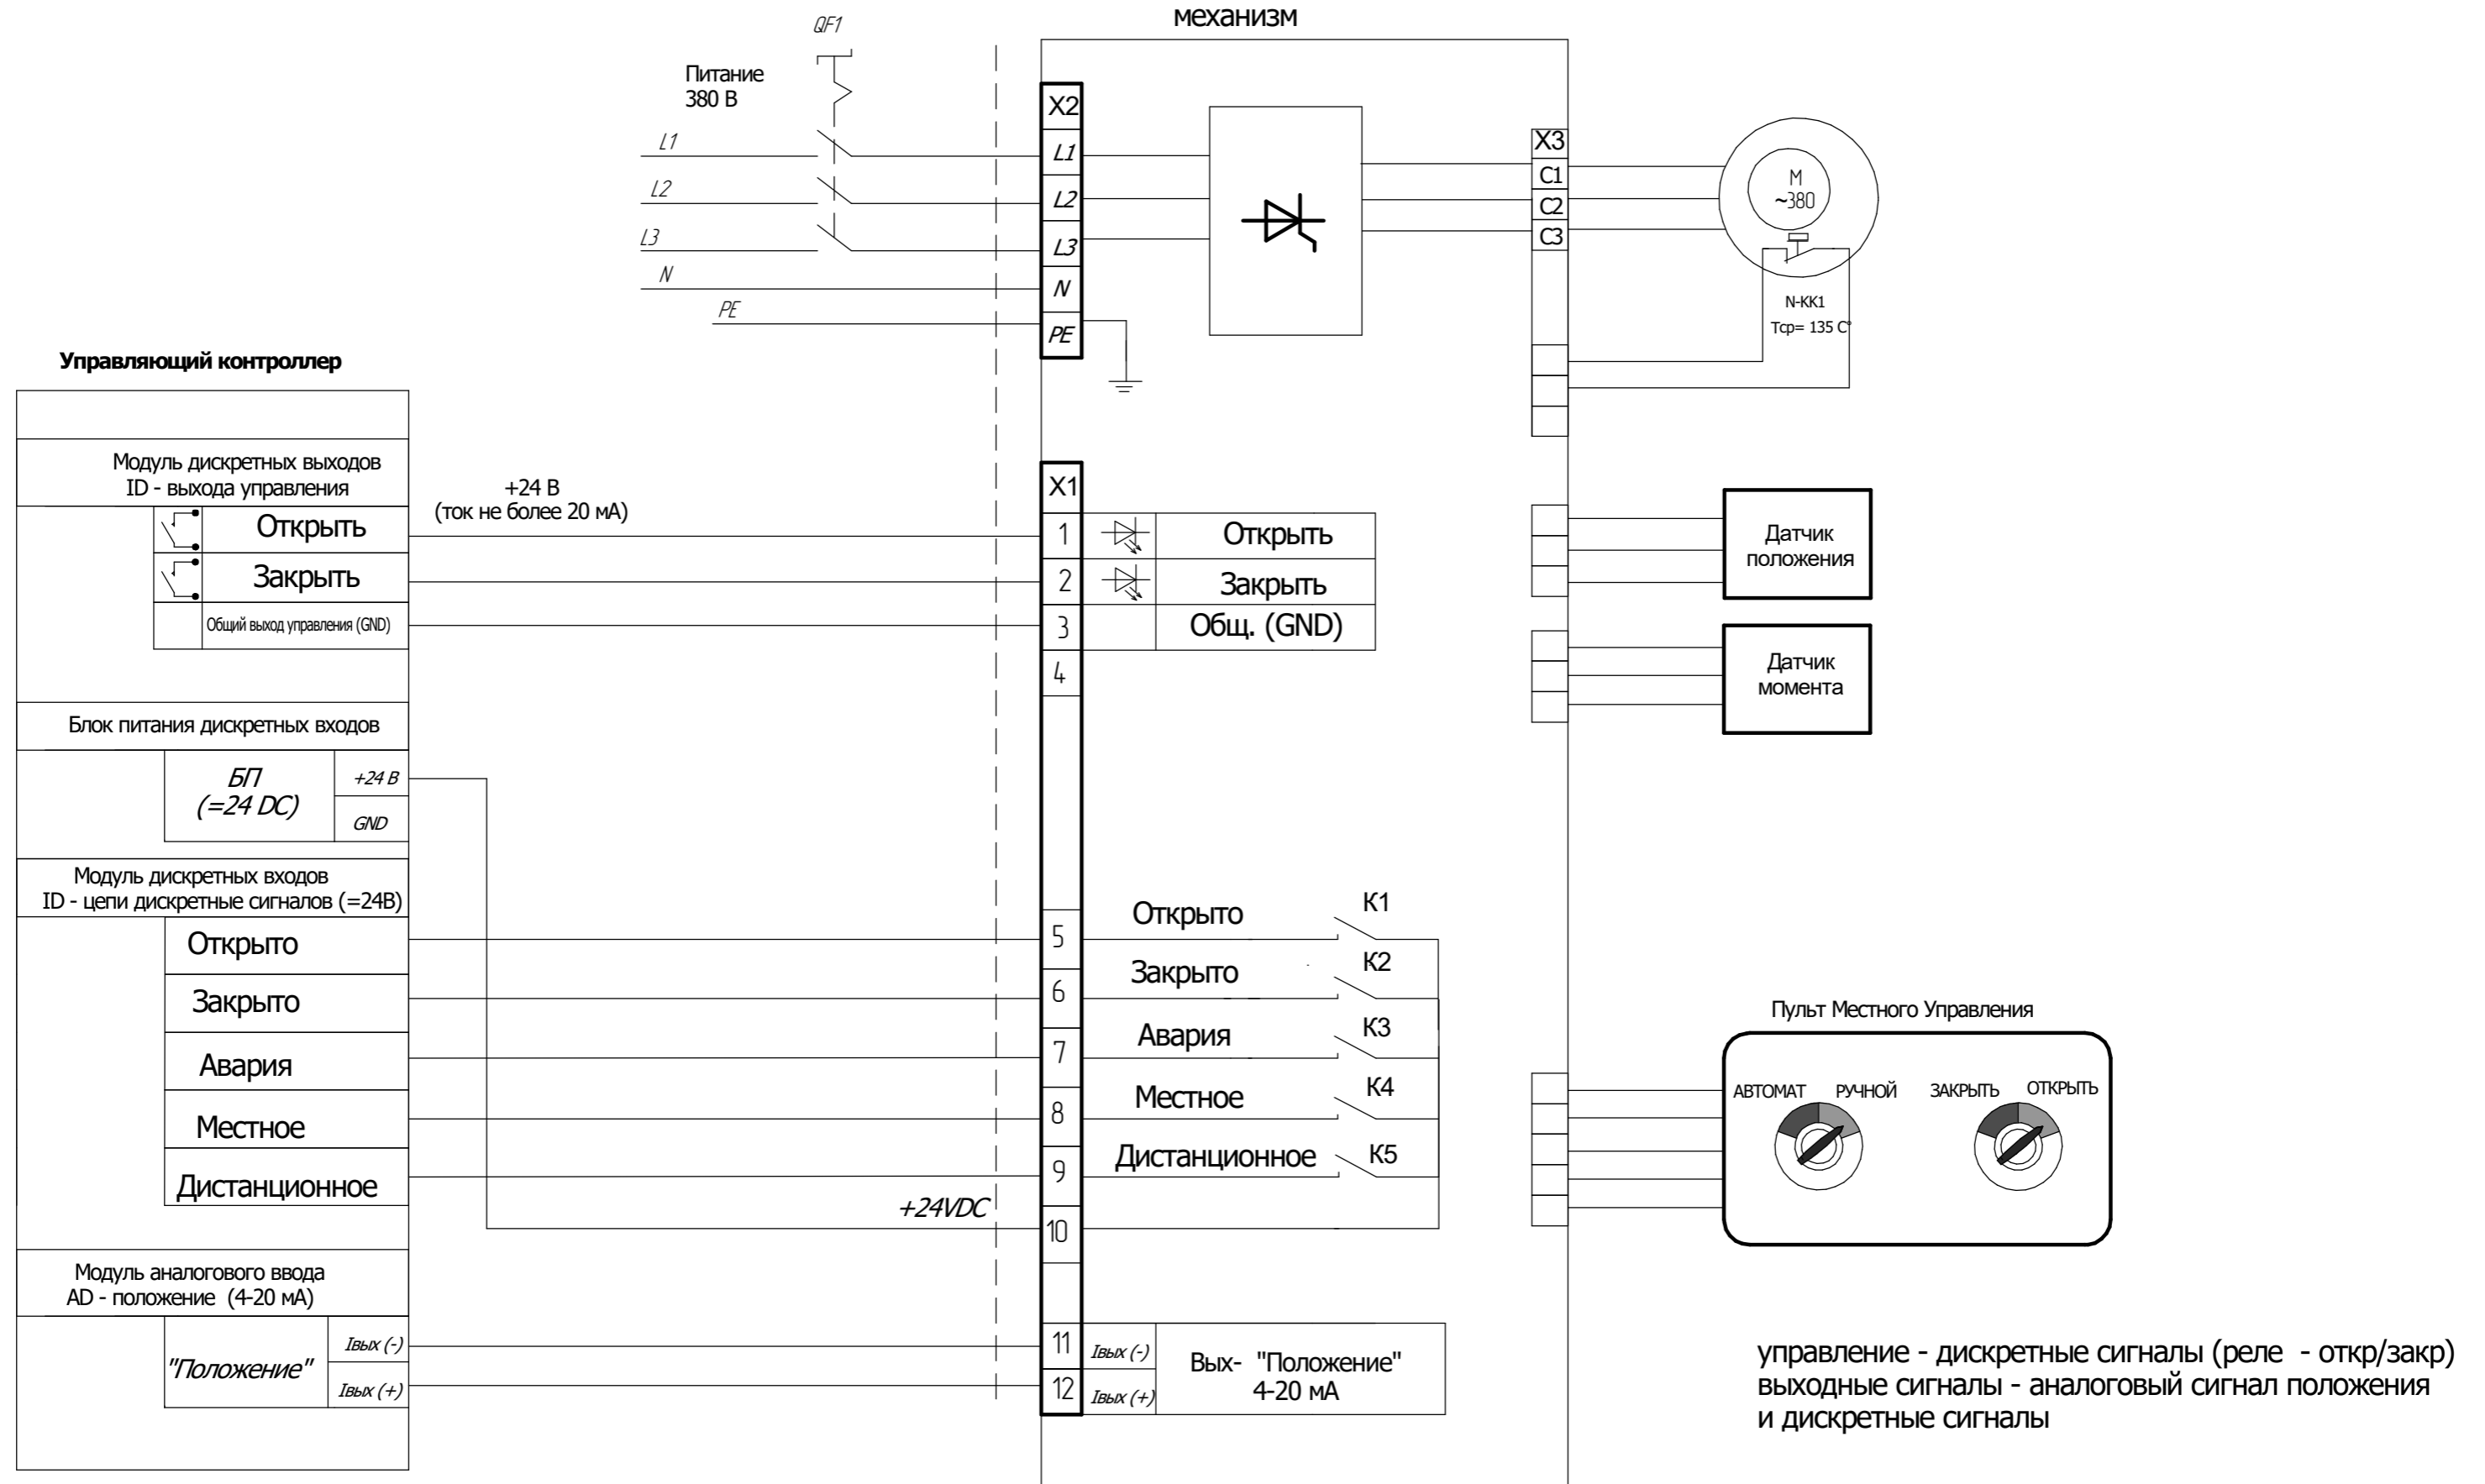 механизм
QF1
Питание
380 В
L1
L2
L3
N
PE
X2
L1
L2
L3
N
PE
X3
C1
C2
C3
М
~380
N-KK1
Тср= 135 С°
Управляющий контроллер
Модуль дискретных выходов
ID - выхода управления
Открыть
Закрыть
Общий выход управления (GND)
+24 В
(ток не более 20 мА)
X1
1
2
3
4
Открыть
Закрыть
Общ. (GND)
Датчик
положения
Датчик
момента
Блок питания дискретных входов
БП
(=24 DC)
+24 В
GND
Модуль дискретных входов
ID - цепи дискретные сигналов (=24В)
Открыто
Закрыто
Авария
Местное
Дистанционное
+24VDC
5
6
7
8
9
10
Открыто
К1
Закрыто
К2
Авария
К3
Местное
К4
Дистанционное
К5
Пульт Местного Управления
АВТОМАТ
РУЧНОЙ
ЗАКРЫТЬ
ОТКРЫТЬ
Модуль аналогового ввода
AD - положение (4-20 мА)
"Положение"
Iвых (-)
Iвых (+)
11
12
Iвых (-)
Iвых (+)
Вых- "Положение"
4-20 мА
управление - дискретные сигналы (реле - откр/закр)
выходные сигналы - аналоговый сигнал положения
и дискретные сигналы